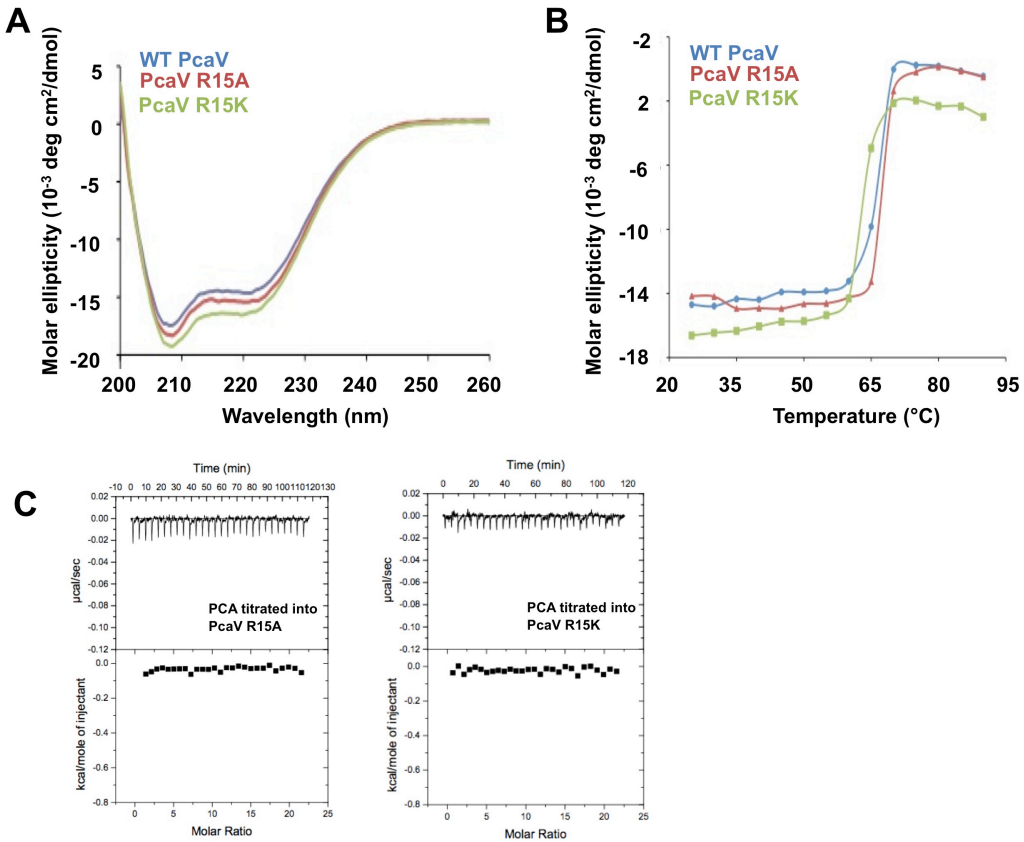 A
WT PcaV
PcaV R15A
PcaV R15K
Molar ellipticity (10-3 deg cm2/dmol)
5
0
-5
-10
-15
-20
200 210 220 230 240 250 260
Wavelength (nm)
B
WT PcaV
PcaV R15A
PcaV R15K
Molar ellipticity (10-3 deg cm2/dmol)
-2
2
-6
-10
-14
-18
20 35 50 65 80 95
Temperature (°C)
C
Time (min)
-10 0 10 20 30 40 50 60 70 80 90 100 110 120 130
0.02
0.00
-0.02
-0.04
-0.06
-0.08
-0.10
-0.12
µcal/sec
PCA titrated into
PcaV R15A
0.0
-0.2
-0.4
-0.6
-0.8
kcal/mole of injectant
0 5 10 15 20 25
Molar Ratio
Time (min)
0 20 40 60 80 100 120
0.02
0.00
-0.02
-0.04
-0.06
-0.08
-0.10
-0.12
µcal/sec
PCA titrated into
PcaV R15K
0.0
-0.2
-0.4
-0.6
-0.8
kcal/mole of injectant
0 5 10 15 20 25
Molar Ratio